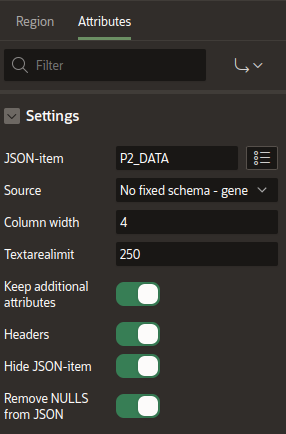 Region Attributes
Filter
Settings
JSON-item P2_DATA
Source No fixed schema - gene
Column width 4
Textarealimit 250
Keep additional
attributes
Headers
Hide JSON-item
Remove NULLS
from JSON